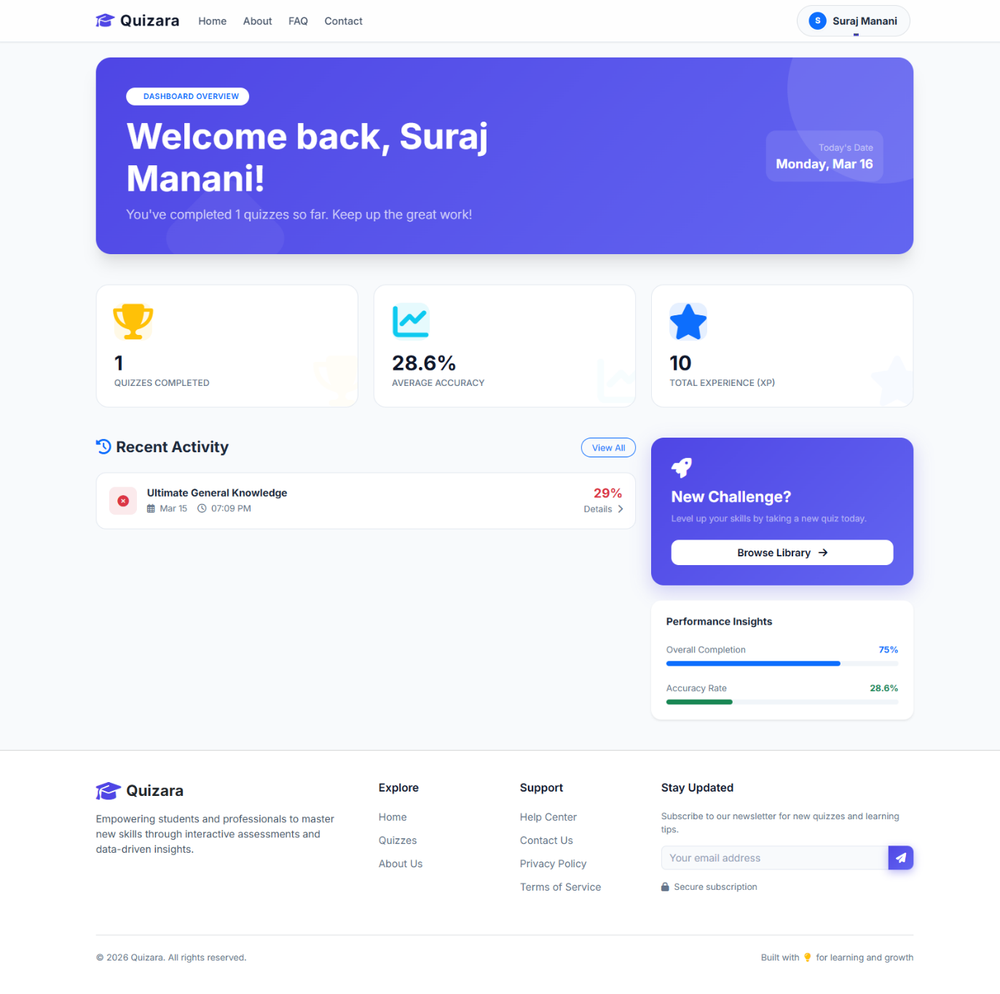 Quizara
Home
About
FAQ
Contact
S
Suraj Manani
DASHBOARD OVERVIEW
Welcome back, Suraj
Manani!
You've completed 1 quizzes so far. Keep up the great work!
Today's Date
Monday, Mar 16
1
QUIZZES COMPLETED
28.6%
AVERAGE ACCURACY
10
TOTAL EXPERIENCE (XP)
Recent Activity
View All
Ultimate General Knowledge
Mar 15
07:09 PM
29%
Details
New Challenge?
Level up your skills by taking a new quiz today.
Browse Library
Performance Insights
Overall Completion
75%
Accuracy Rate
28.6%
Quizara
Empowering students and professionals to master
new skills through interactive assessments and
data-driven insights.
Explore
Home
Quizzes
About Us
Support
Help Center
Contact Us
Privacy Policy
Terms of Service
Stay Updated
Subscribe to our newsletter for new quizzes and learning
tips.
Your email address
Secure subscription
© 2026 Quizara. All rights reserved.
Built with 💡 for learning and growth